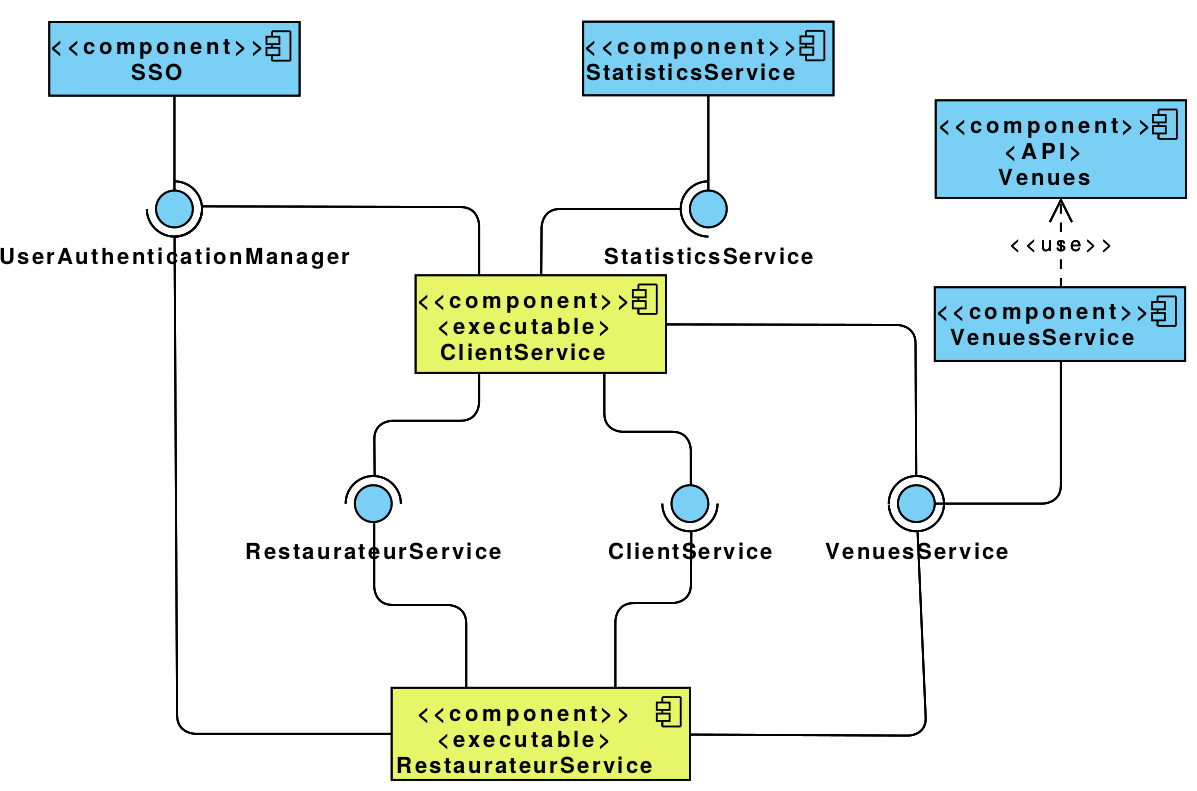 <<component>>
SSO
<<component>>
StatisticsService
<<component>>
<API>
Venues
UserAuthenticationManager
StatisticsService
<<use>>
<<component>>
<executable>
ClientService
<<component>>
VenuesService
RestaurateurService
ClientService
VenuesService
<<component>>
<executable>
RestaurateurService